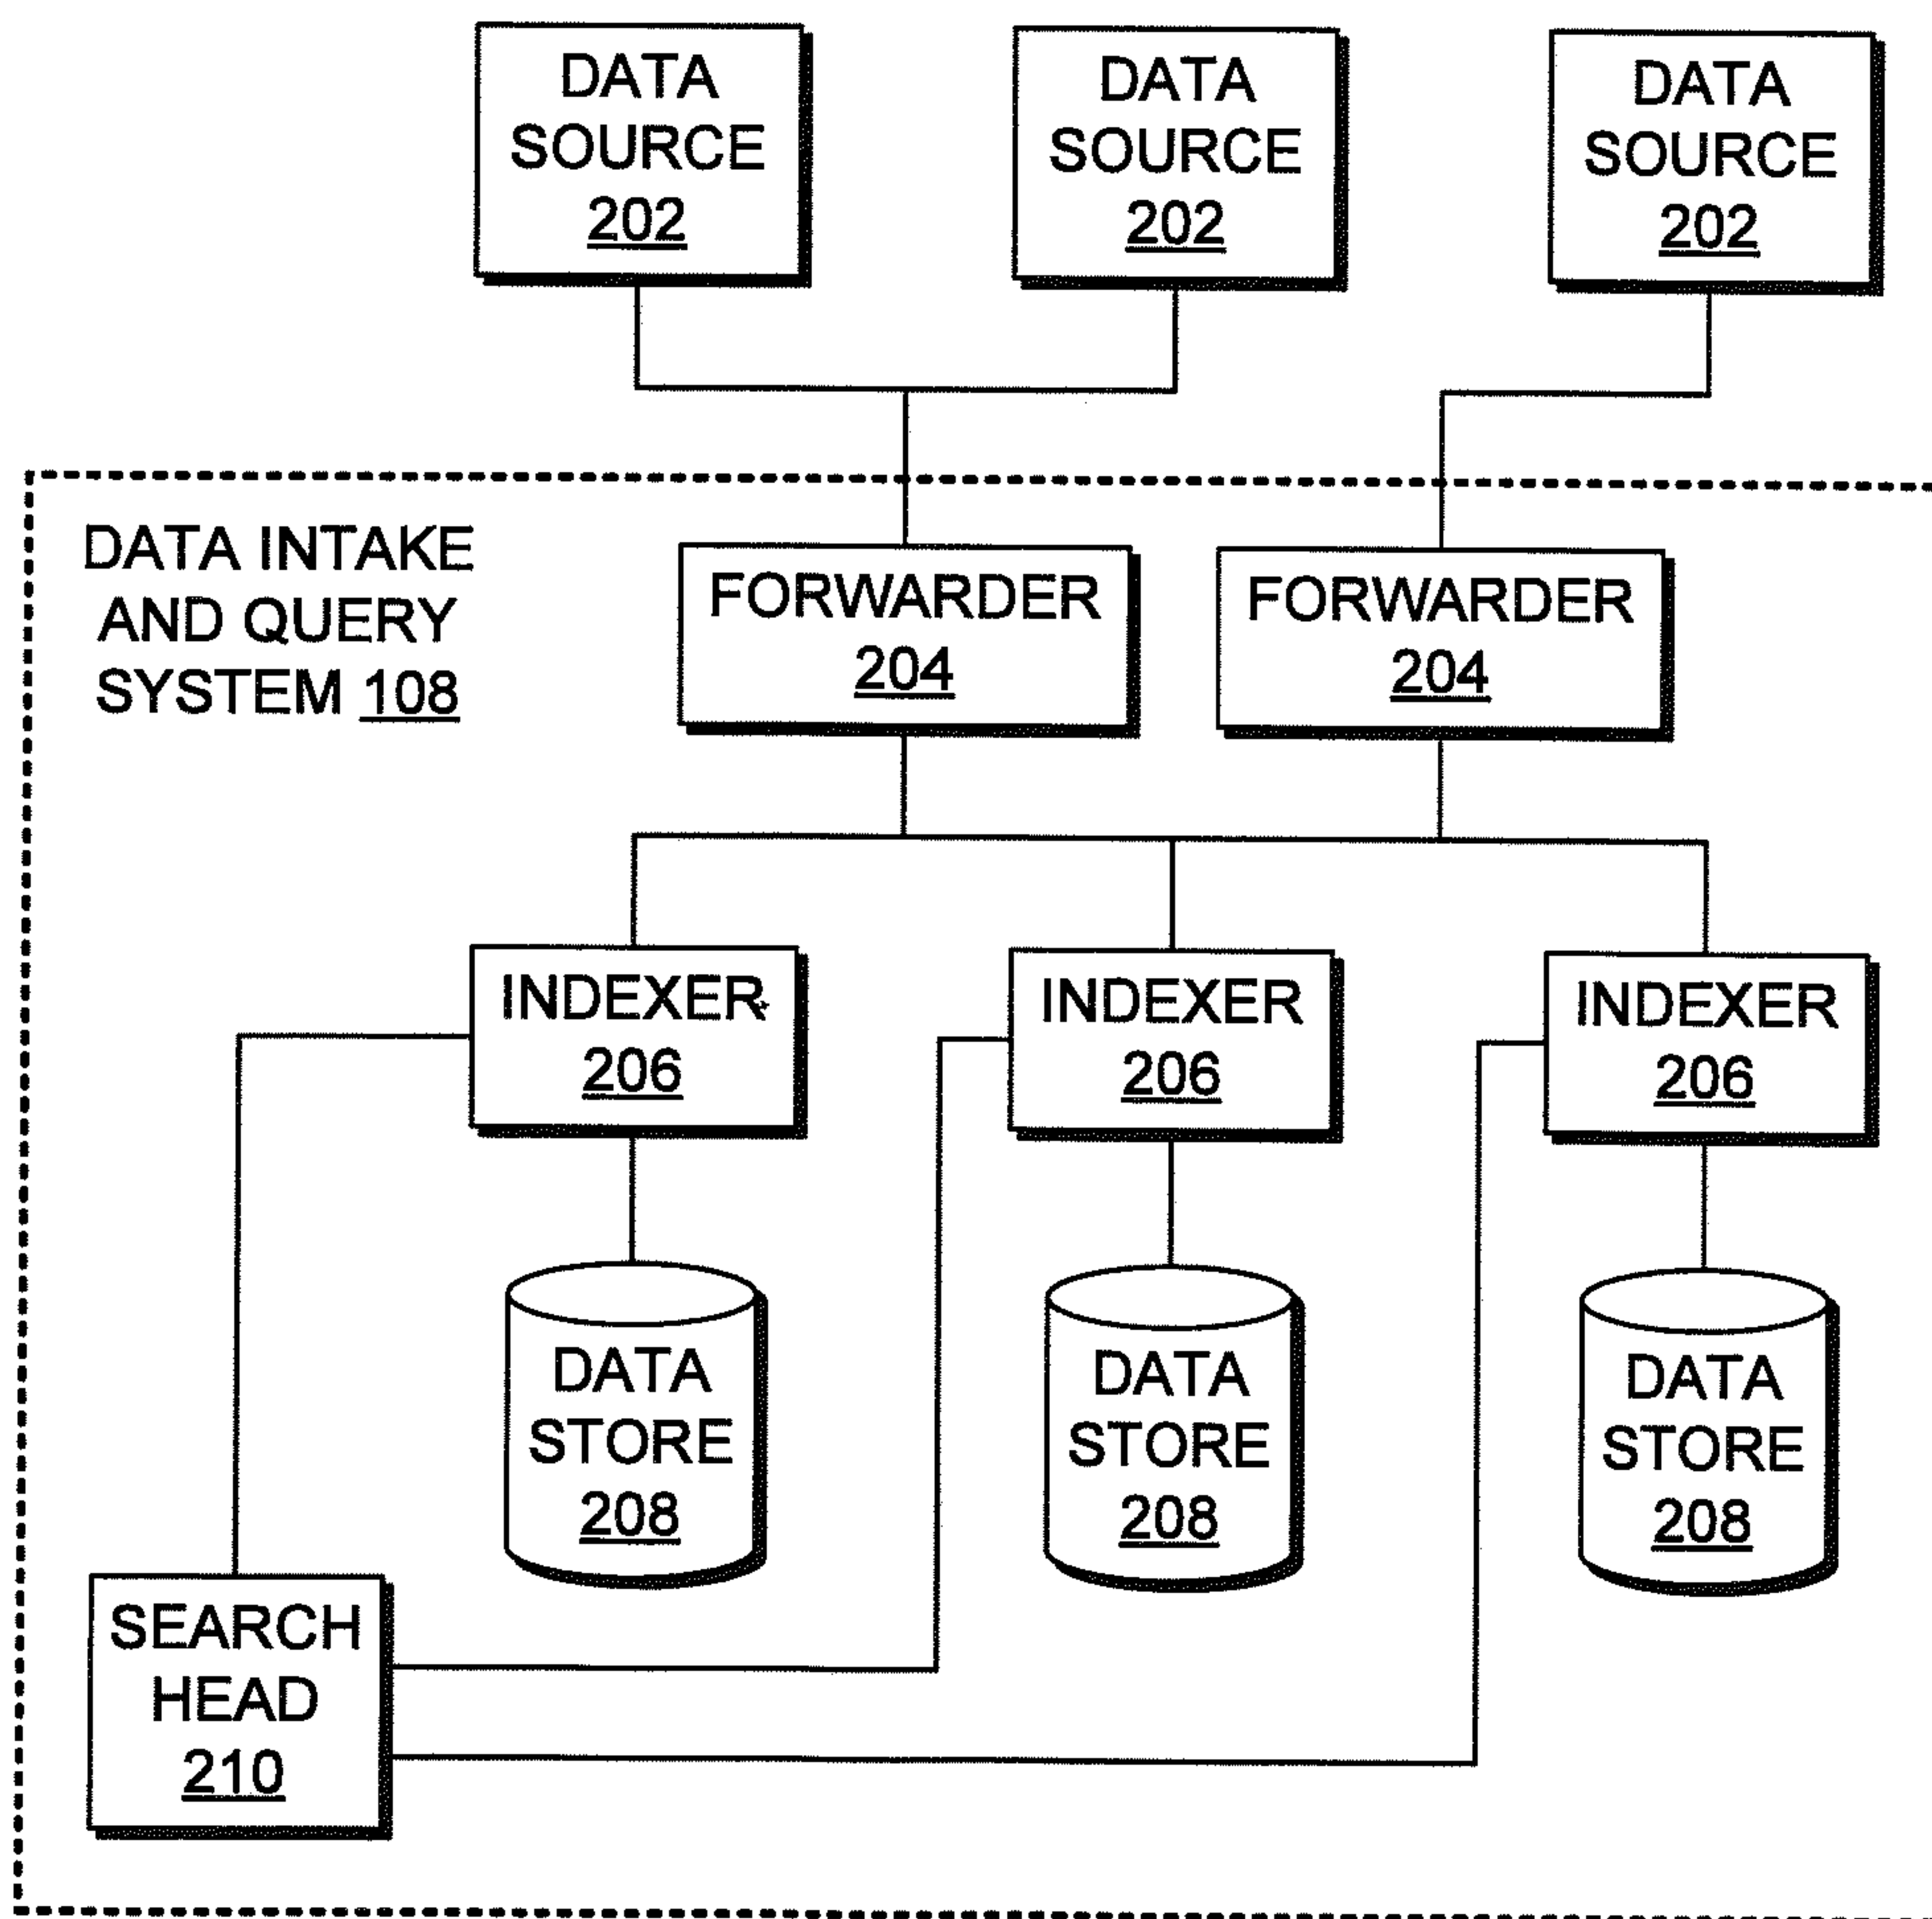 DATA
SOURCE
202
DATA
SOURCE
202
DATA
SOURCE
202
DATA INTAKE
AND QUERY
SYSTEM 108
FORWARDER
204
FORWARDER
204
INDEXER
206
INDEXER
206
INDEXER
206
DATA
STORE
208
DATA
STORE
208
DATA
STORE
208
SEARCH
HEAD
210